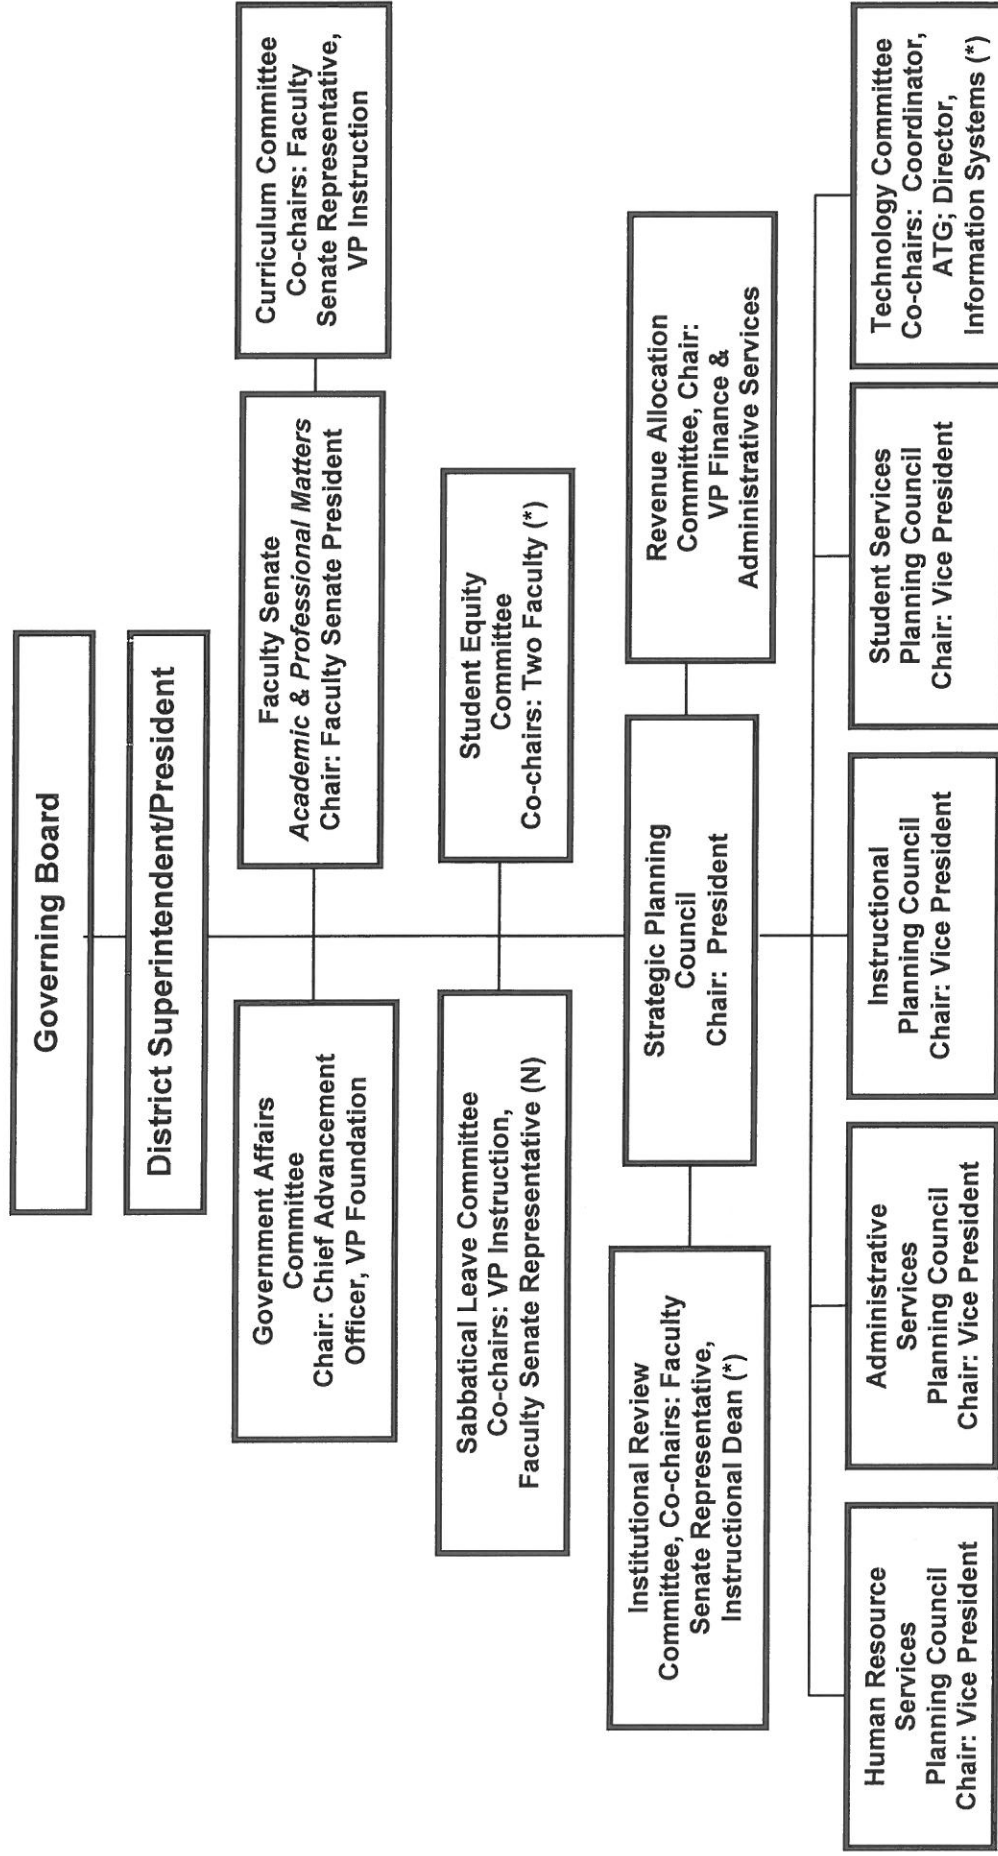 Governing Board
District Superintendent/President
Government Affairs
Committee
Chair: Chief Advancement
Officer, VP Foundation
Faculty Senate
Academic & Professional Matters
Chair: Faculty Senate President
Curriculum Committee
Co-chairs: Faculty
Senate Representative,
VP Instruction
Sabbatical Leave Committee
Co-chairs: VP Instruction,
Faculty Senate Representative (N)
Student Equity
Committee
Co-chairs: Two Faculty (*)
Institutional Review
Committee, Co-chairs: Faculty
Senate Representative,
Instructional Dean (*)
Strategic Planning
Council
Chair: President
Revenue Allocation
Committee, Chair:
VP Finance &
Administrative Services
Human Resource
Services
Planning Council
Chair: Vice President
Administrative
Services
Planning Council
Chair: Vice President
Instructional
Planning Council
Chair: Vice President
Student Services
Planning Council
Chair: Vice President
Technology Committee
Co-chairs: Coordinator,
ATG; Director,
Information Systems (*)